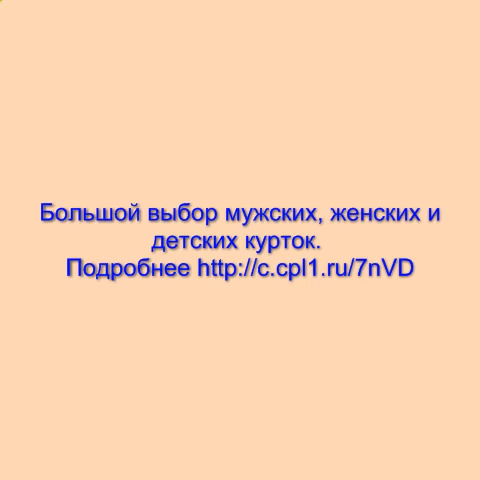 Большой выбор мужских, женских и
детских курток.
Подробнее http://c.cpl1.ru/7nVD